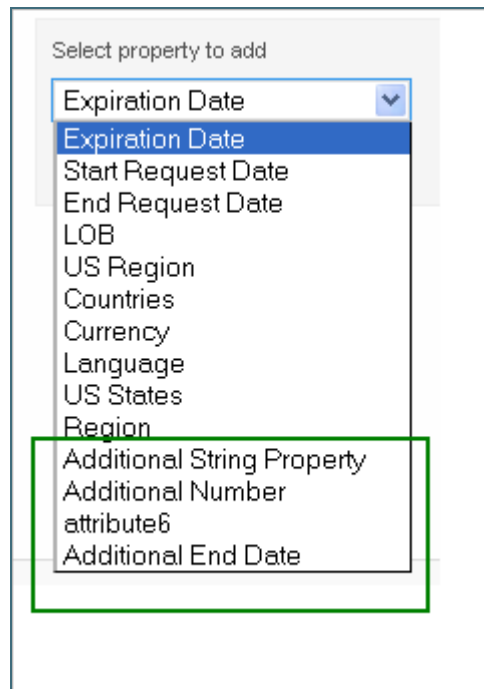 Select property to add
Expiration Date
Expiration Date
Start Request Date
End Request Date
LOB
US Region
Countries
Currency
Language
US States
Region
Additional String Property
Additional Number
attribute6
Additional End Date